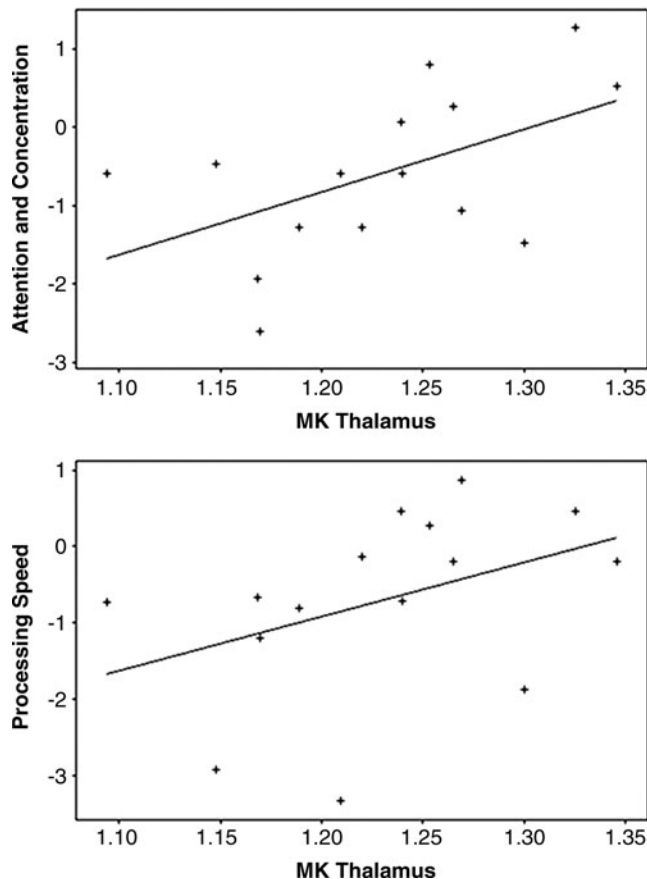 Attention and Concentration
1
0
-1
-2
-3
1.10 1.15 1.20 1.25 1.30 1.35
MK Thalamus
Processing Speed
1
0
-1
-2
-3
1.10 1.15 1.20 1.25 1.30 1.35
MK Thalamus